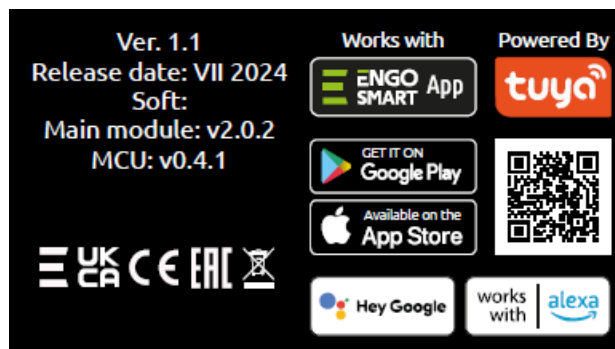 Ver. 1.1
Release date: VII 2024
Soft:
Main module: v2.0.2
MCU: v0.4.1
UK
CA CE EAC
Works with
ENGO
SMART App
Powered By
tuya
GET IT ON
Google Play
Available on the
App Store
Hey Google
works
with alexa